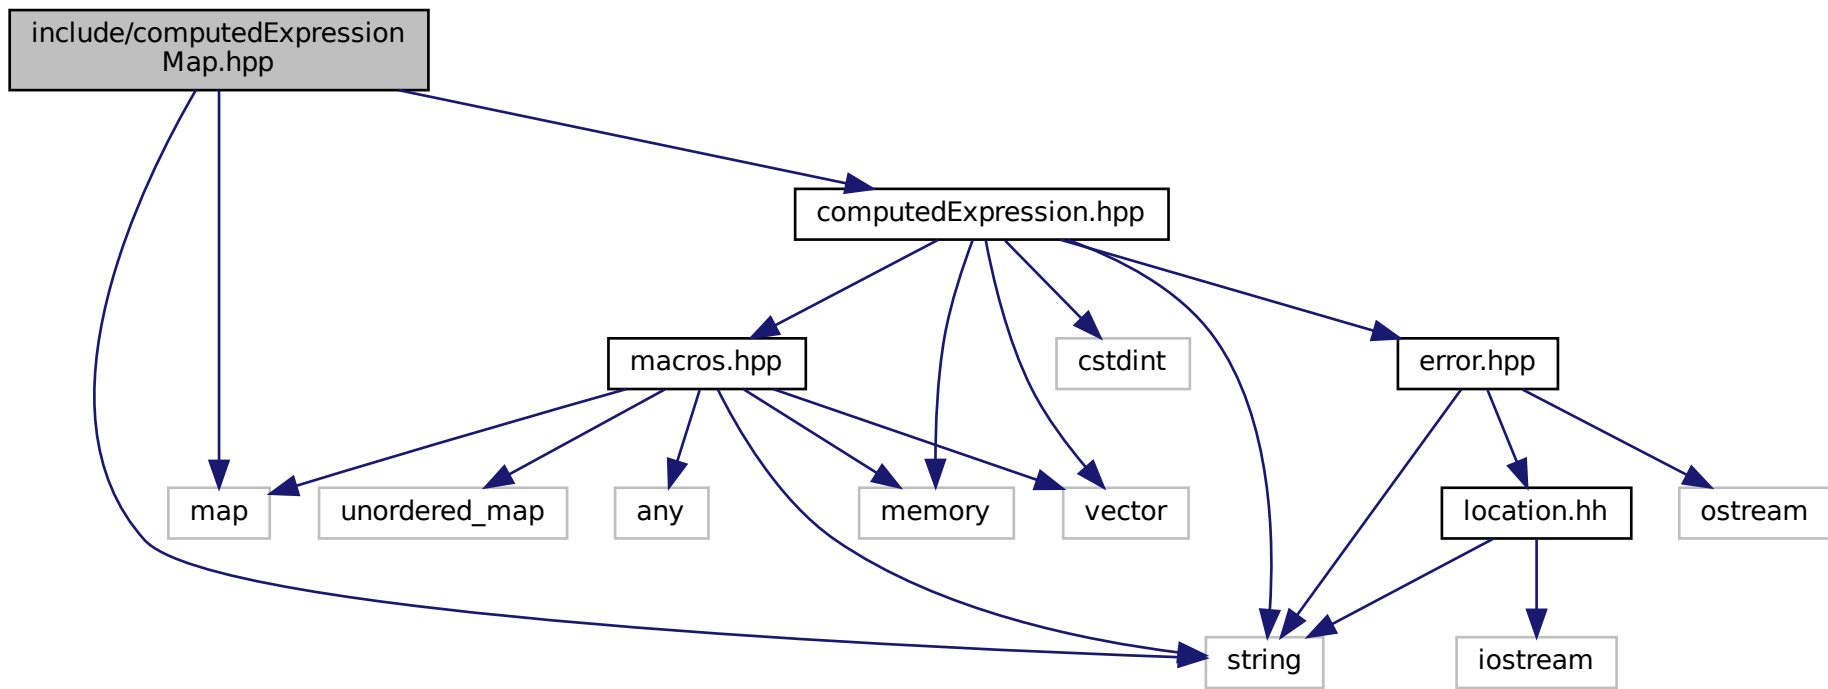 include/computedExpression
Map.hpp
computedExpression.hpp
macros.hpp
cstdint
error.hpp
map
unordered_map
any
memory
vector
location.hh
ostream
string
iostream